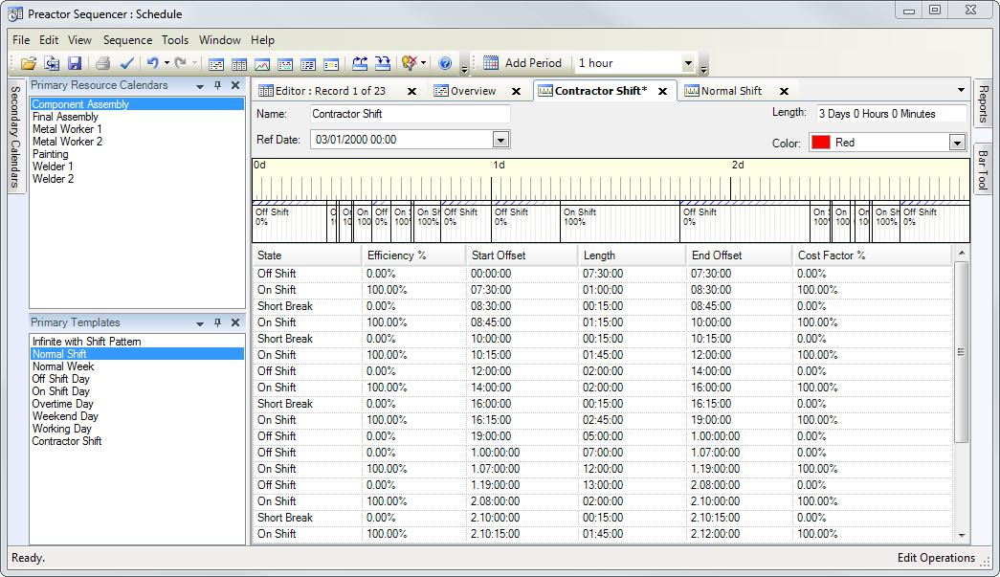 Preactor Sequencer : Schedule
File Edit View Sequence Tools Window Help
Add Period 1 hour
Secondary Calendars
Primary Resource Calendars
Component Assembly
Final Assembly
Metal Worker 1
Metal Worker 2
Painting
Welder 1
Welder 2
Primary Templates
Infinite with Shift Pattern
Normal Shift
Normal Week
Off Shift Day
On Shift Day
Overtime Day
Weekend Day
Working Day
Contractor Shift
Editor : Record 1 of 23 Overview Contractor Shift* Normal Shift
Name: Contractor Shift Length: 3 Days 0 Hours 0 Minutes
Ref Date: 03/01/2000 00:00 Color: Red
0d 1d 2d
Off Shift On On Off Shift On On Sh Off Shift Off Shift On Shift Off Shift On On On On Sh Off Shift
0% 100 100 0% 100% 100% 0% 0% 100% 0% 100 100 100 100% 0%
State Efficiency % Start Offset Length End Offset Cost Factor %
Off Shift 0.00% 00:00:00 07:30:00 07:30:00 0.00%
On Shift 100.00% 07:30:00 01:00:00 08:30:00 100.00%
Short Break 0.00% 08:30:00 00:15:00 08:45:00 0.00%
On Shift 100.00% 08:45:00 01:15:00 10:00:00 100.00%
Short Break 0.00% 10:00:00 00:15:00 10:15:00 0.00%
On Shift 100.00% 10:15:00 01:45:00 12:00:00 100.00%
Off Shift 0.00% 12:00:00 02:00:00 14:00:00 0.00%
On Shift 100.00% 14:00:00 02:00:00 16:00:00 100.00%
Short Break 0.00% 16:00:00 00:15:00 16:15:00 0.00%
On Shift 100.00% 16:15:00 02:45:00 19:00:00 100.00%
Off Shift 0.00% 19:00:00 05:00:00 1.00:00:00 0.00%
Off Shift 0.00% 1.00:00:00 07:00:00 1.07:00:00 0.00%
On Shift 100.00% 1.07:00:00 12:00:00 1.19:00:00 100.00%
Off Shift 0.00% 1.19:00:00 13:00:00 2.08:00:00 0.00%
On Shift 100.00% 2.08:00:00 02:00:00 2.10:00:00 100.00%
Short Break 0.00% 2.10:00:00 00:15:00 2.10:15:00 0.00%
On Shift 100.00% 2.10:15:00 01:45:00 2.12:00:00 100.00%
Reports
Bar Tool
Ready. Edit Operations